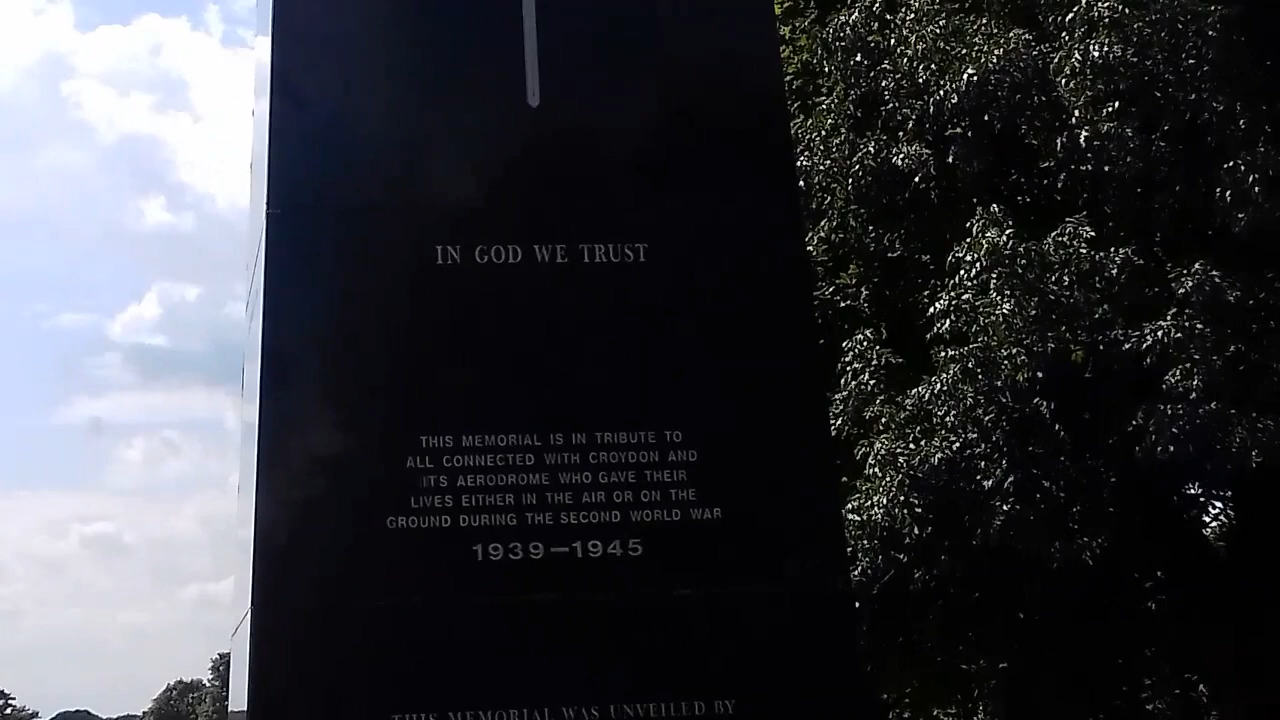 IN GOD WE TRUST
THIS MEMORIAL IS IN TRIBUTE TO
ALL CONNECTED WITH CROYDON AND
ITS AERODROME WHO GAVE THEIR
LIVES EITHER IN THE AIR OR ON THE
GROUND DURING THE SECOND WORLD WAR
1939–1945
THIS MEMORIAL WAS UNVEILED BY